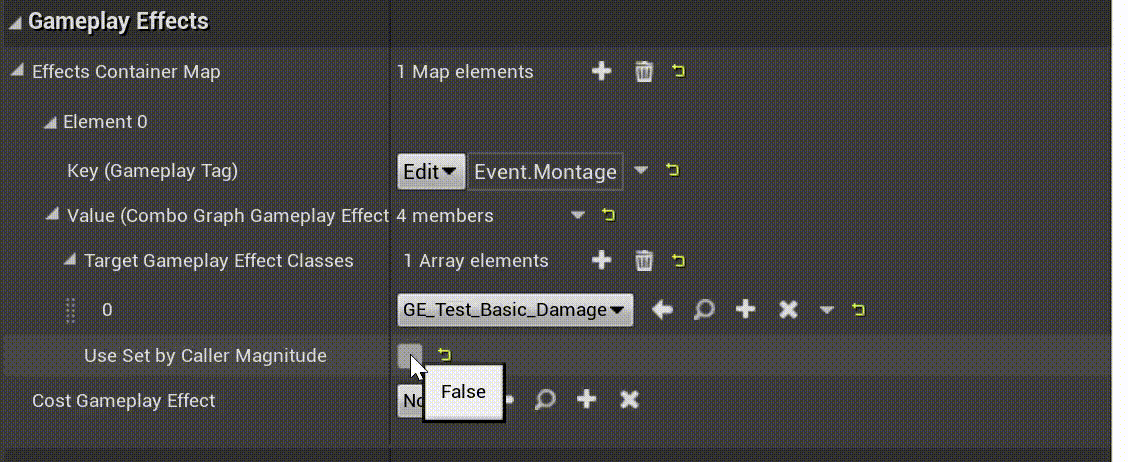 Gameplay Effects
Effects Container Map 1 Map elements
Element 0
Key (Gameplay Tag) Edit Event.Montage
Value (Combo Graph Gameplay Effect 4 members
Target Gameplay Effect Classes 1 Array elements
0 GE_Test_Basic_Damage
Use Set by Caller Magnitude
False
Cost Gameplay Effect